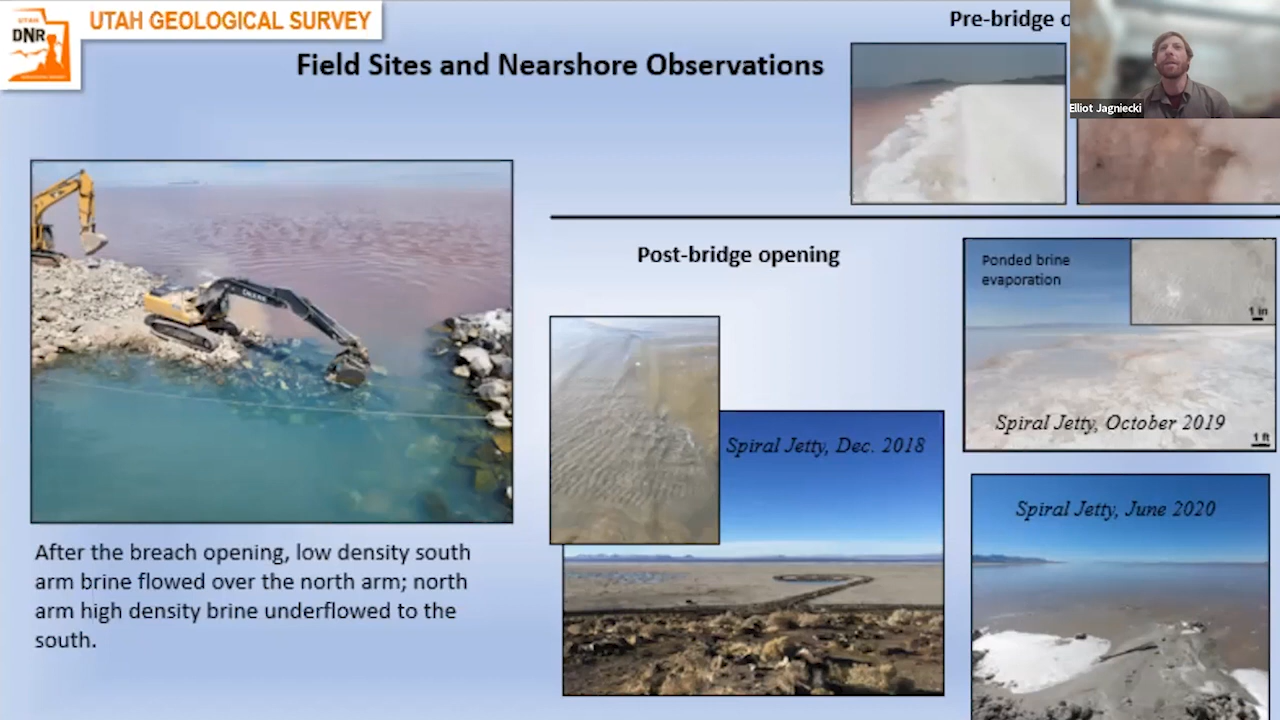 UTAH
DNR
UTAH GEOLOGICAL SURVEY
Pre-bridge o
Elliot Jagniecki
Field Sites and Nearshore Observations
Post-bridge opening
Ponded brine
evaporation
1 in
Spiral Jetty, October 2019
1 ft
Spiral Jetty, Dec. 2018
Spiral Jetty, June 2020
After the breach opening, low density south
arm brine flowed over the north arm; north
arm high density brine underflowed to the
south.